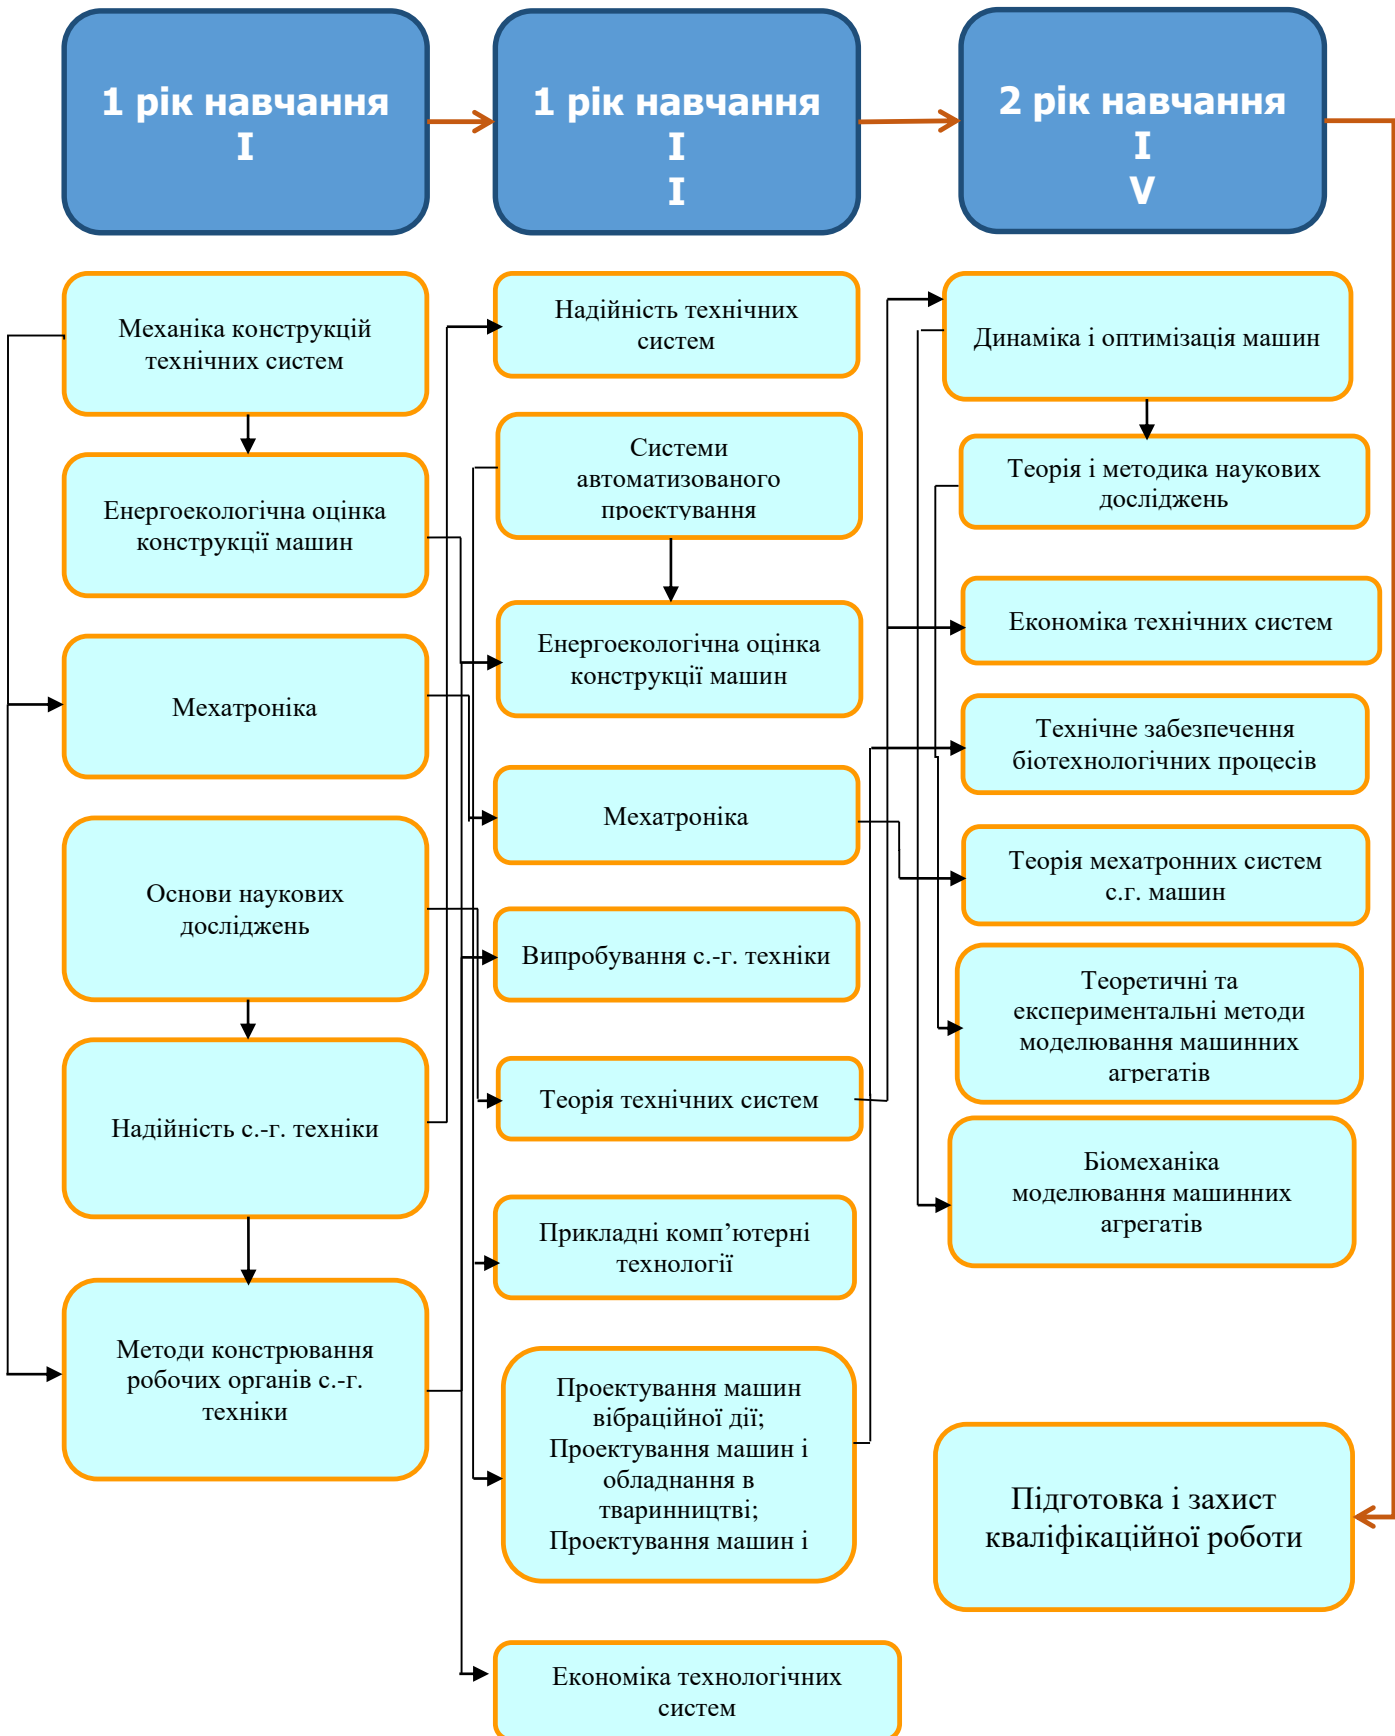 1 рік навчання
I
1 рік навчання
I
I
2 рік навчання
I
V
Механіка конструкцій
технічних систем
Енергоекологічна оцінка
конструкції машин
Мехатроніка
Основи наукових
досліджень
Надійність с.-г. техніки
Методи констрювання
робочих органів с.-г.
техніки
Надійність технічних
систем
Системи
автоматизованого
проектування
Енергоекологічна оцінка
конструкції машин
Мехатроніка
Випробування с.-г. техніки
Теорія технічних систем
Прикладні комп’ютерні
технології
Проектування машин
вібраційної дії;
Проектування машин і
обладнання в
тваринництві;
Проектування машин і
Економіка технологічних
систем
Динаміка і оптимізація машин
Теорія і методика наукових
досліджень
Економіка технічних систем
Технічне забезпечення
біотехнологічних процесів
Теорія мехатронних систем
с.г. машин
Теоретичні та
експериментальні методи
моделювання машинних
агрегатів
Біомеханіка
моделювання машинних
агрегатів
Підготовка і захист
кваліфікаційної роботи